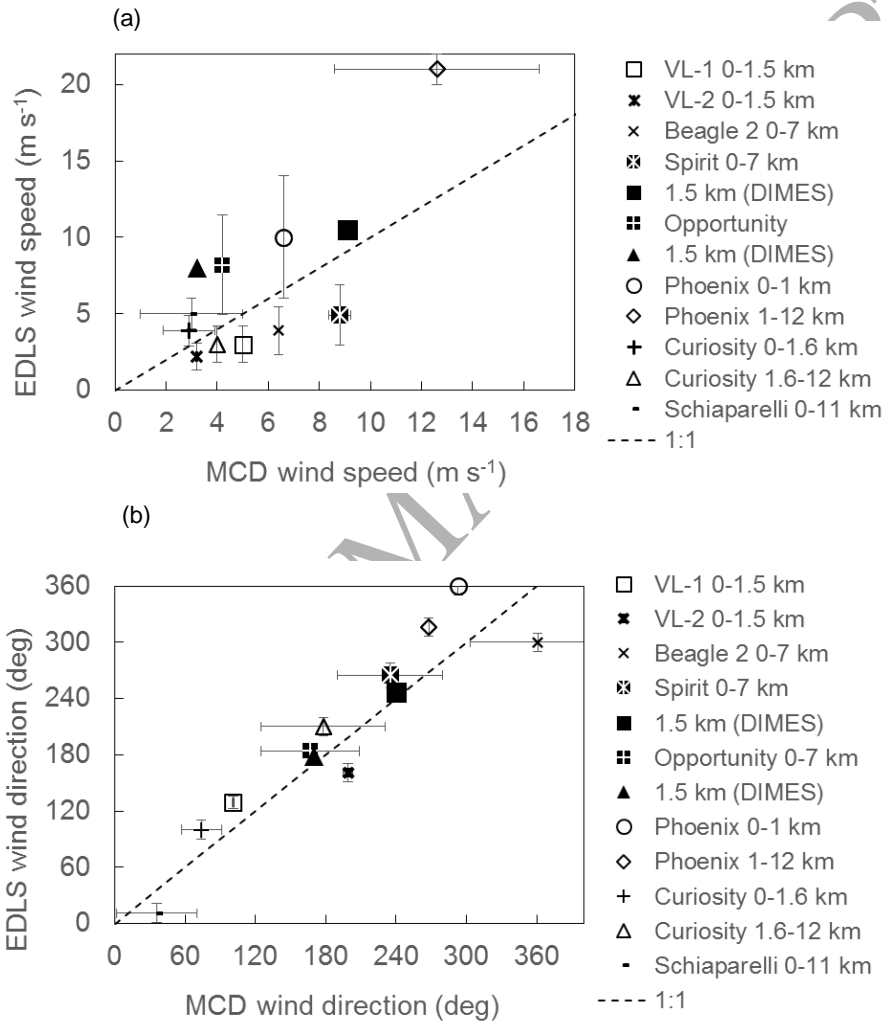 (a)
EDLS wind speed (m s-1)
20
15
10
5
0
0 2 4 6 8 10 12 14 16 18
MCD wind speed (m s-1)
VL-1 0-1.5 km
VL-2 0-1.5 km
Beagle 2 0-7 km
Spirit 0-7 km
1.5 km (DIMES)
Opportunity
1.5 km (DIMES)
Phoenix 0-1 km
Phoenix 1-12 km
Curiosity 0-1.6 km
Curiosity 1.6-12 km
Schiaparelli 0-11 km
1:1
(b)
EDLS wind direction (deg)
360
300
240
180
120
60
0
0 60 120 180 240 300 360
MCD wind direction (deg)
VL-1 0-1.5 km
VL-2 0-1.5 km
Beagle 2 0-7 km
Spirit 0-7 km
1.5 km (DIMES)
Opportunity 0-7 km
1.5 km (DIMES)
Phoenix 0-1 km
Phoenix 1-12 km
Curiosity 0-1.6 km
Curiosity 1.6-12 km
Schiaparelli 0-11 km
1:1